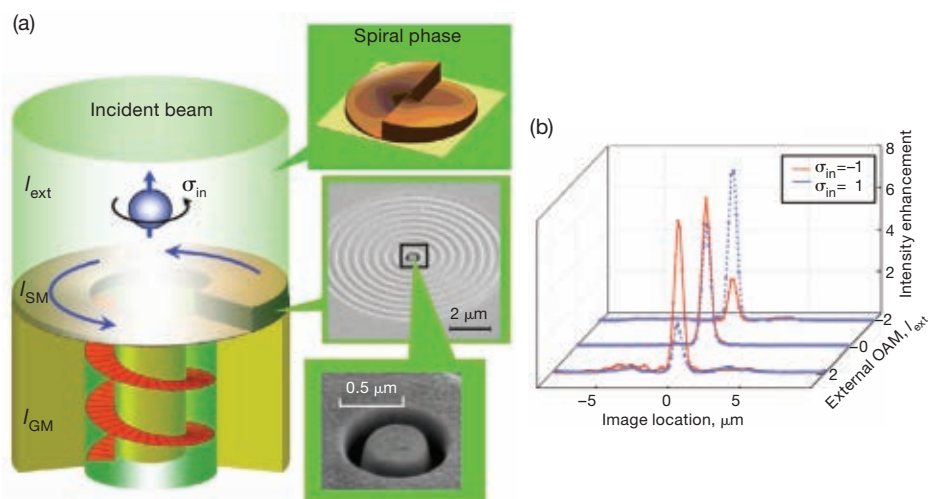 (a)
Spiral phase
Incident beam
l_ext
σ_in
l_SM
2 μm
0.5 μm
l_GM
(b)
8
6
4
2
Intensity enhancement
σ_in=−1
σ_in= 1
−2
−0
2
External OAM, l_ext
−5 0 5
Image location, μm